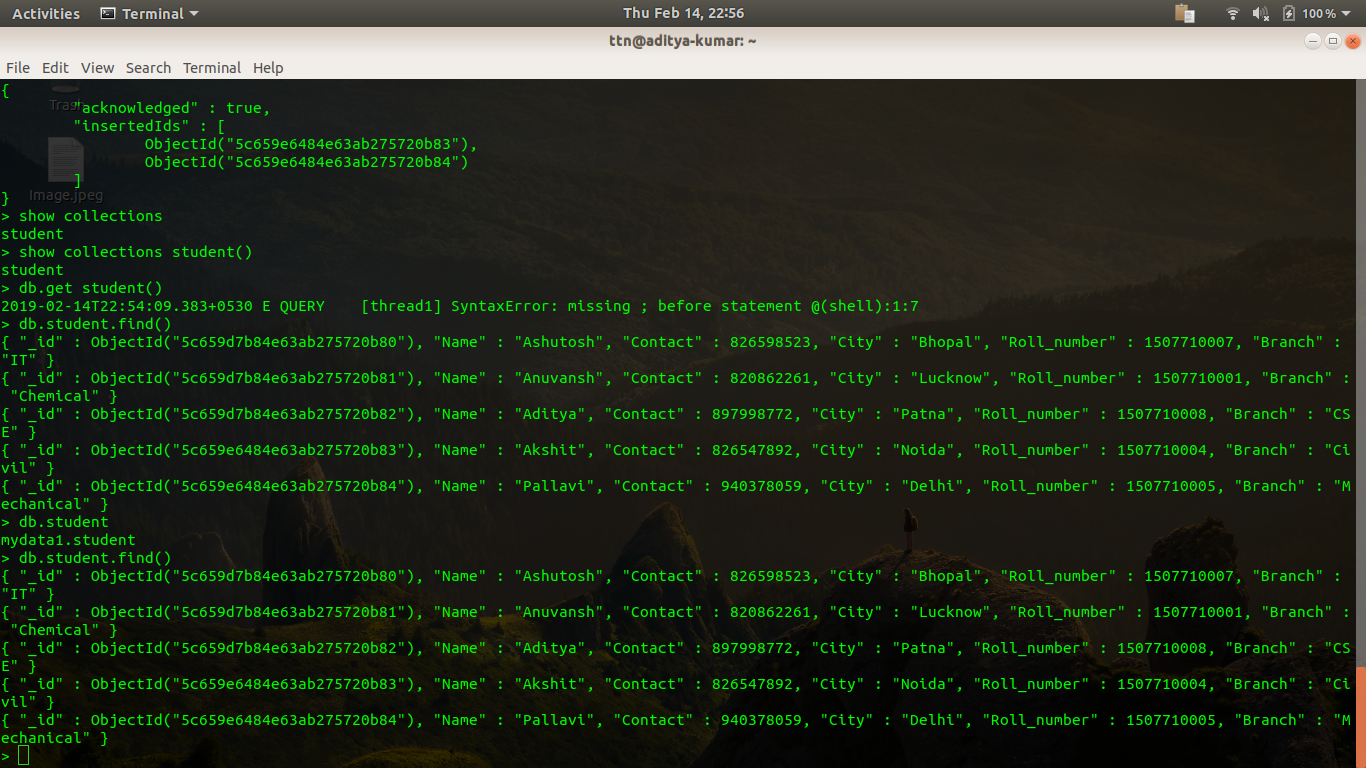 Activities Terminal Thu Feb 14, 22:56 100 %
ttn@aditya-kumar: ~
File Edit View Search Terminal Help
{
"acknowledged" : true,
"insertedIds" : [
ObjectId("5c659e6484e63ab275720b83"),
ObjectId("5c659e6484e63ab275720b84")
]
}
Image.jpeg
> show collections
student
> show collections student()
student
> db.get student()
2019-02-14T22:54:09.383+0530 E QUERY    [thread1] SyntaxError: missing ; before statement @(shell):1:7
> db.student.find()
{ "_id" : ObjectId("5c659d7b84e63ab275720b80"), "Name" : "Ashutosh", "Contact" : 826598523, "City" : "Bhopal", "Roll_number" : 1507710007, "Branch" :
"IT" }
{ "_id" : ObjectId("5c659d7b84e63ab275720b81"), "Name" : "Anuvansh", "Contact" : 820862261, "City" : "Lucknow", "Roll_number" : 1507710001, "Branch" :
"Chemical" }
{ "_id" : ObjectId("5c659d7b84e63ab275720b82"), "Name" : "Aditya", "Contact" : 897998772, "City" : "Patna", "Roll_number" : 1507710008, "Branch" : "CS
E" }
{ "_id" : ObjectId("5c659e6484e63ab275720b83"), "Name" : "Akshit", "Contact" : 826547892, "City" : "Noida", "Roll_number" : 1507710004, "Branch" : "Ci
vil" }
{ "_id" : ObjectId("5c659e6484e63ab275720b84"), "Name" : "Pallavi", "Contact" : 940378059, "City" : "Delhi", "Roll_number" : 1507710005, "Branch" : "M
echanical" }
> db.student
mydata1.student
> db.student.find()
{ "_id" : ObjectId("5c659d7b84e63ab275720b80"), "Name" : "Ashutosh", "Contact" : 826598523, "City" : "Bhopal", "Roll_number" : 1507710007, "Branch" :
"IT" }
{ "_id" : ObjectId("5c659d7b84e63ab275720b81"), "Name" : "Anuvansh", "Contact" : 820862261, "City" : "Lucknow", "Roll_number" : 1507710001, "Branch" :
"Chemical" }
{ "_id" : ObjectId("5c659d7b84e63ab275720b82"), "Name" : "Aditya", "Contact" : 897998772, "City" : "Patna", "Roll_number" : 1507710008, "Branch" : "CS
E" }
{ "_id" : ObjectId("5c659e6484e63ab275720b83"), "Name" : "Akshit", "Contact" : 826547892, "City" : "Noida", "Roll_number" : 1507710004, "Branch" : "Ci
vil" }
{ "_id" : ObjectId("5c659e6484e63ab275720b84"), "Name" : "Pallavi", "Contact" : 940378059, "City" : "Delhi", "Roll_number" : 1507710005, "Branch" : "M
echanical" }
>